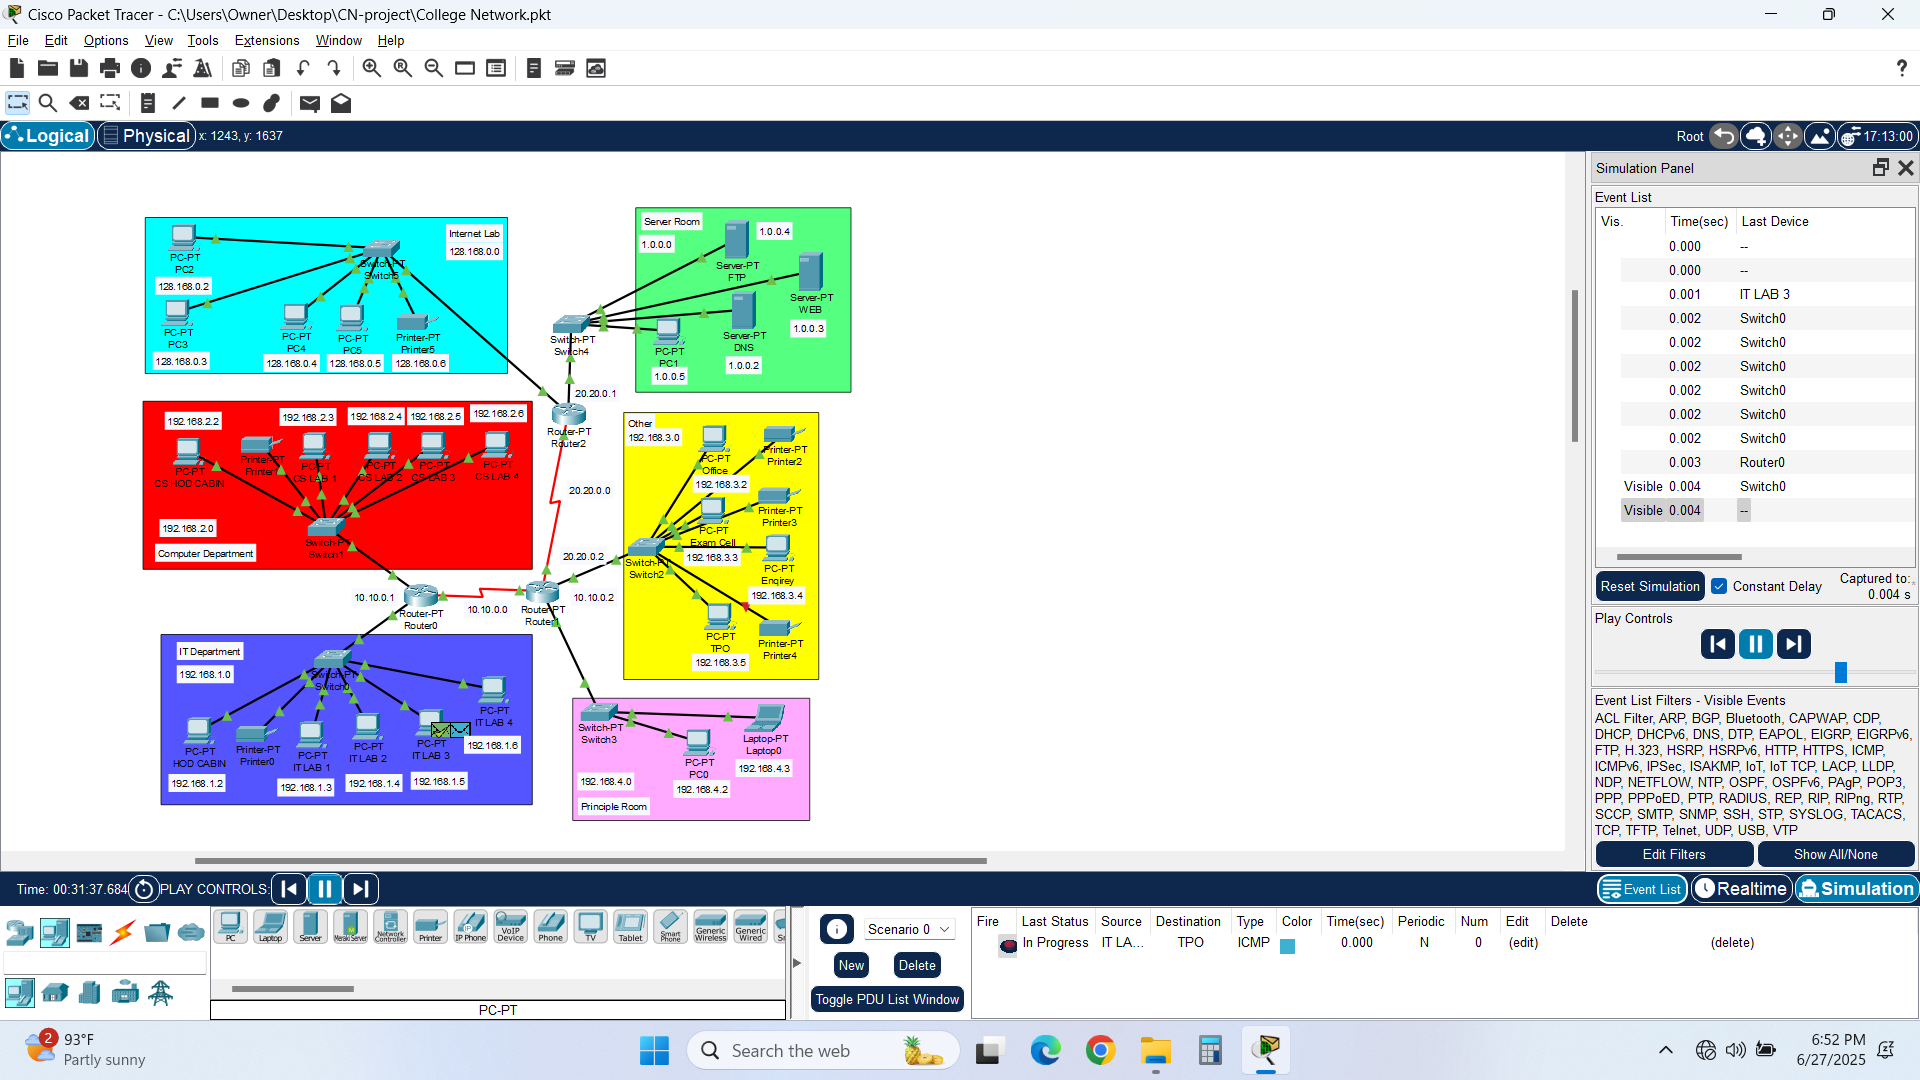 Cisco Packet Tracer - C:\Users\Owner\Desktop\CN-project\College Network.pkt
File Edit Options View Tools Extensions Window Help
?
Logical Physical x: 1243, y: 1637 Root 17:13:00
Internet Lab
128.168.0.0
PC-PT
PC2
128.168.0.2
PC-PT
PC3
128.168.0.3
Switch-PT
Switch5
PC-PT
PC4
128.168.0.4
PC-PT
PC5
128.168.0.5
Printer-PT
Printer5
128.168.0.6
Server Room
1.0.0.0
1.0.0.4
Server-PT
FTP
Server-PT
WEB
1.0.0.3
Server-PT
DNS
1.0.0.2
PC-PT
PC1
1.0.0.5
Switch-PT
Switch4
20.20.0.1
Router-PT
Router2
20.20.0.0
20.20.0.2
192.168.2.2
192.168.2.3
192.168.2.4
192.168.2.5
192.168.2.6
PC-PT
CS HOD CABIN
Printer-PT
PC-PT
CS LAB 1
PC-PT
CS LAB 2
PC-PT
CS LAB 3
PC-PT
CS LAB 4
192.168.2.0
Computer Department
Switch-PT
Switch1
Other
192.168.3.0
PC-PT
Office
192.168.3.2
Printer-PT
Printer2
Printer-PT
Printer3
PC-PT
Exam Cell
192.168.3.3
PC-PT
Enqirey
192.168.3.4
Switch-PT
Switch2
PC-PT
TPO
192.168.3.5
Printer-PT
Printer4
10.10.0.1
Router-PT
Router0
10.10.0.0
Router-PT
10.10.0.2
IT Department
192.168.1.0
Switch-PT
Switch0
PC-PT
HOD CABIN
192.168.1.2
Printer-PT
Printer0
PC-PT
IT LAB 1
192.168.1.3
PC-PT
IT LAB 2
192.168.1.4
PC-PT
IT LAB 3
192.168.1.5
PC-PT
IT LAB 4
192.168.1.6
Switch-PT
Switch3
PC-PT
PC0
192.168.4.2
Laptop-PT
Laptop0
192.168.4.3
192.168.4.0
Principle Room
Simulation Panel
Event List
Vis. Time(sec) Last Device
0.000 --
0.000 --
0.001 IT LAB 3
0.002 Switch0
0.002 Switch0
0.002 Switch0
0.002 Switch0
0.002 Switch0
0.002 Switch0
0.003 Router0
Visible 0.004 Switch0
Visible 0.004 --
Reset Simulation Constant Delay Captured to:
0.004 s
Play Controls
Event List Filters - Visible Events
ACL Filter, ARP, BGP, Bluetooth, CAPWAP, CDP,
DHCP, DHCPv6, DNS, DTP, EAPOL, EIGRP, EIGRPv6,
FTP, H.323, HSRP, HSRPv6, HTTP, HTTPS, ICMP,
ICMPv6, IPSec, ISAKMP, IoT, IoT TCP, LACP, LLDP,
NDP, NETFLOW, NTP, OSPF, OSPFv6, PAgP, POP3,
PPP, PPPoED, PTP, RADIUS, REP, RIP, RIPng, RTP,
SCCP, SMTP, SNMP, SSH, STP, SYSLOG, TACACS,
TCP, TFTP, Telnet, UDP, USB, VTP
Edit Filters Show All/None
Time: 00:31:37.684 PLAY CONTROLS:
Event List Realtime Simulation
PC
Laptop
Server
Meraki Server
Network Controller
Printer
IP Phone
VoIP Device
Phone
TV
Tablet
Smart Phone
Generic Wireless
Generic Wired
PC-PT
Scenario 0
New Delete
Toggle PDU List Window
Fire Last Status Source Destination Type Color Time(sec) Periodic Num Edit Delete
In Progress IT LA... TPO ICMP 0.000 N 0 (edit) (delete)
2
93°F
Partly sunny
Search the web
6:52 PM
6/27/2025